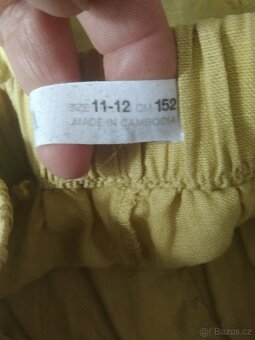 SIZE 11-12 CM 152
MADE IN CAMBODIA
© Bazos.cz